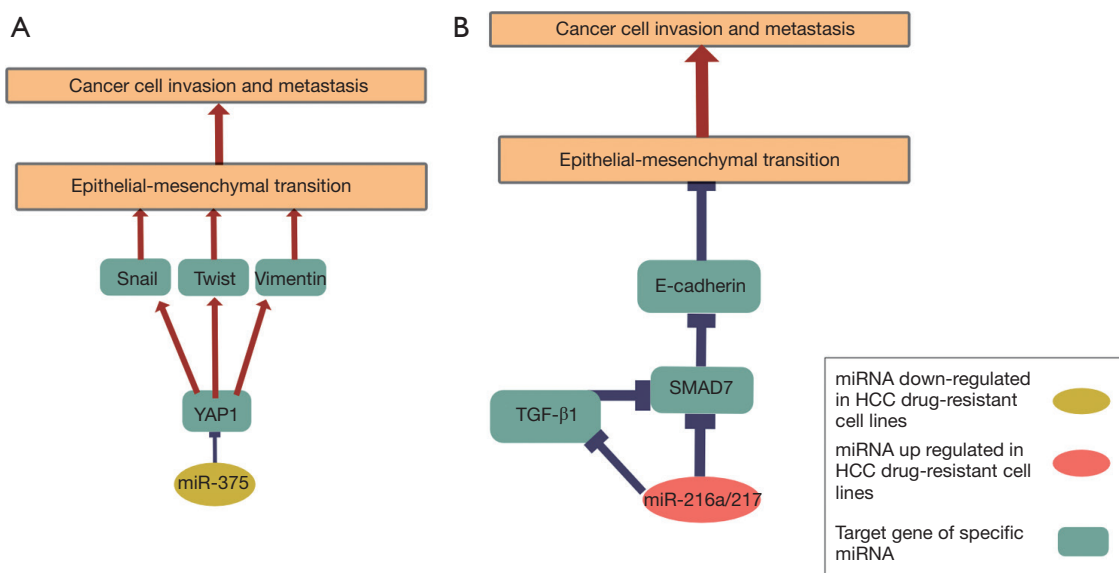 A
Cancer cell invasion and metastasis
Epithelial-mesenchymal transition
Snail
Twist
Vimentin
YAP1
miR-375
B
Cancer cell invasion and metastasis
Epithelial-mesenchymal transition
E-cadherin
SMAD7
TGF-β1
miR-216a/217
miRNA down-regulated
in HCC drug-resistant
cell lines
miRNA up regulated in
HCC drug-resistant cell
lines
Target gene of specific
miRNA